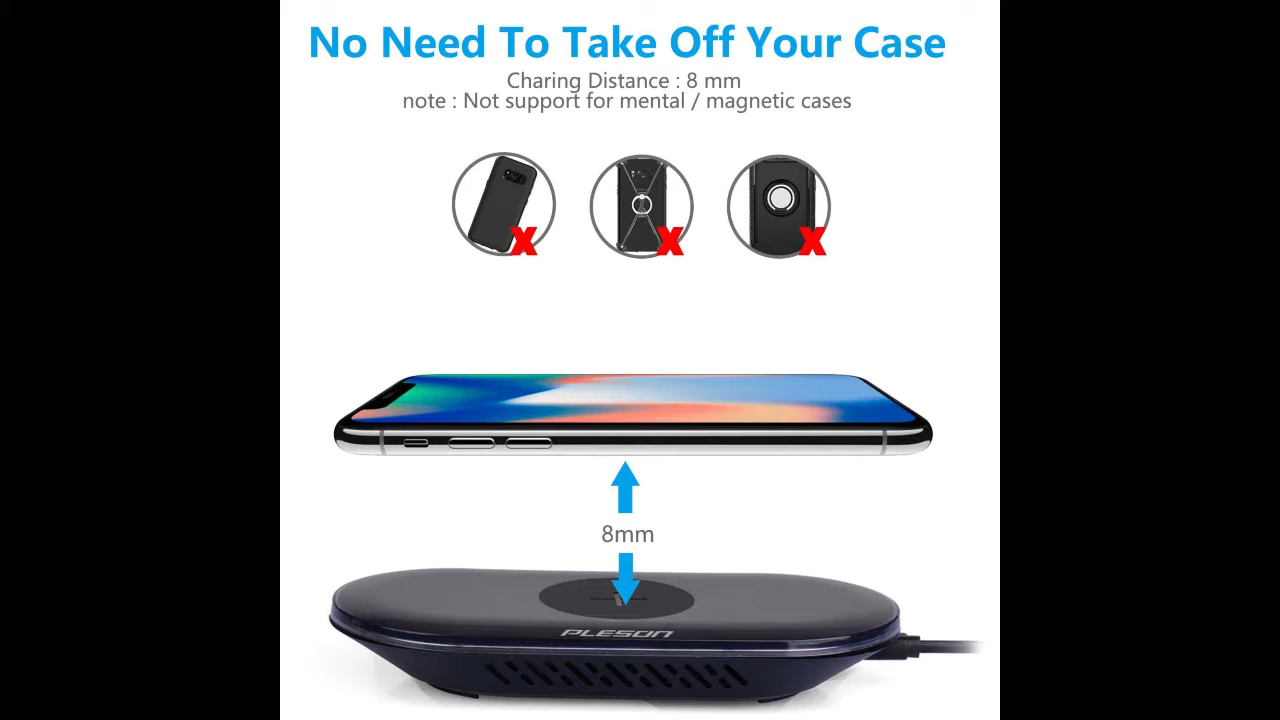 No Need To Take Off Your Case
Charing Distance : 8 mm
note : Not support for mental / magnetic cases
X
X
X
8mm
PLESON